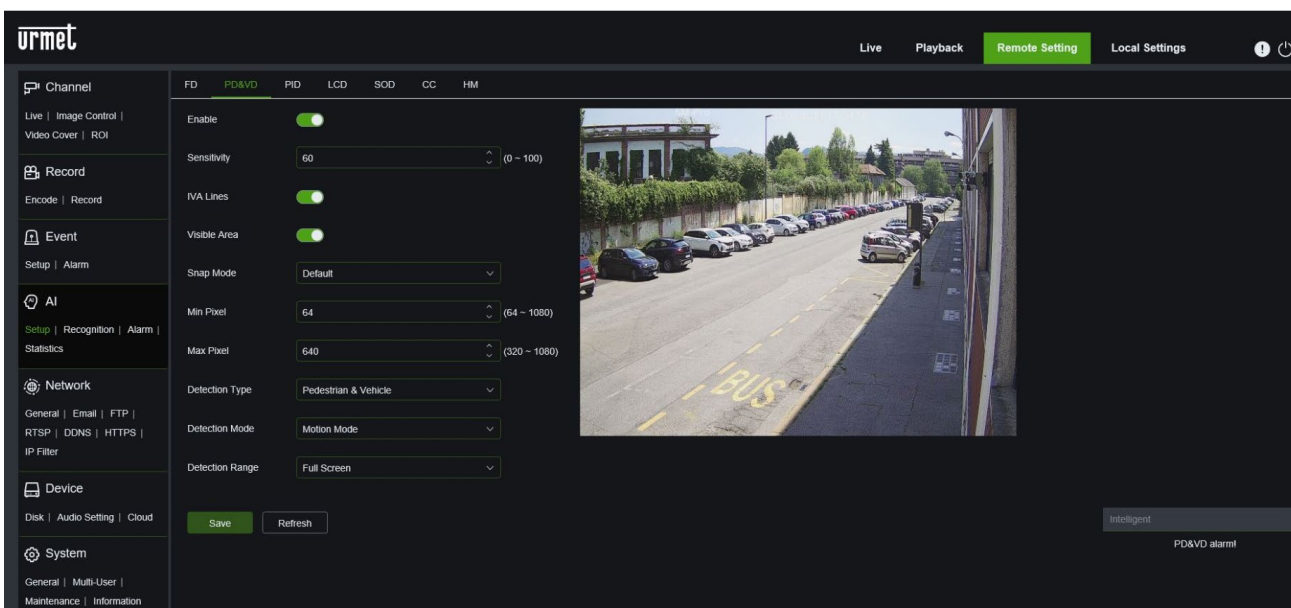 urmet
Live Playback Remote Setting Local Settings
Channel
Live | Image Control |
Video Cover | ROI
Record
Encode | Record
Event
Setup | Alarm
AI
Setup | Recognition | Alarm |
Statistics
Network
General | Email | FTP |
RTSP | DDNS | HTTPS |
IP Filter
Device
Disk | Audio Setting | Cloud
System
General | Multi-User |
Maintenance | Information
FD PD&VD PID LCD SOD CC HM
Enable
Sensitivity 60 (0 ~ 100)
IVA Lines
Visible Area
Snap Mode Default
Min Pixel 64 (64 ~ 1080)
Max Pixel 640 (320 ~ 1080)
Detection Type Pedestrian & Vehicle
Detection Mode Motion Mode
Detection Range Full Screen
Save Refresh
BUS
Intelligent
PD&VD alarm!